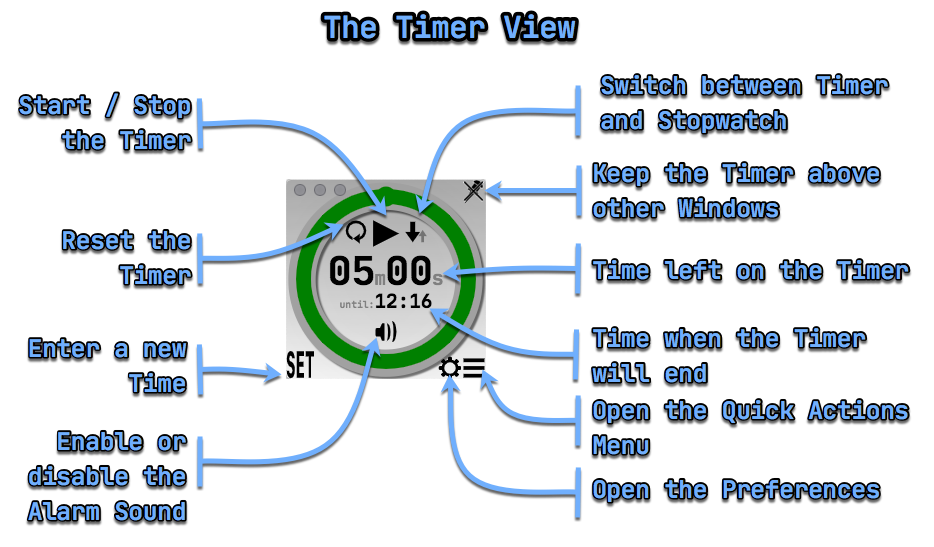 The Timer View
Start / Stop
the Timer
Reset the
Timer
Enter a new
Time
Enable or
disable the
Alarm Sound
05m00s
until:12:16
SET
Switch between Timer
and Stopwatch
Keep the Timer above
other Windows
Time left on the Timer
Time when the Timer
will end
Open the Quick Actions
Menu
Open the Preferences